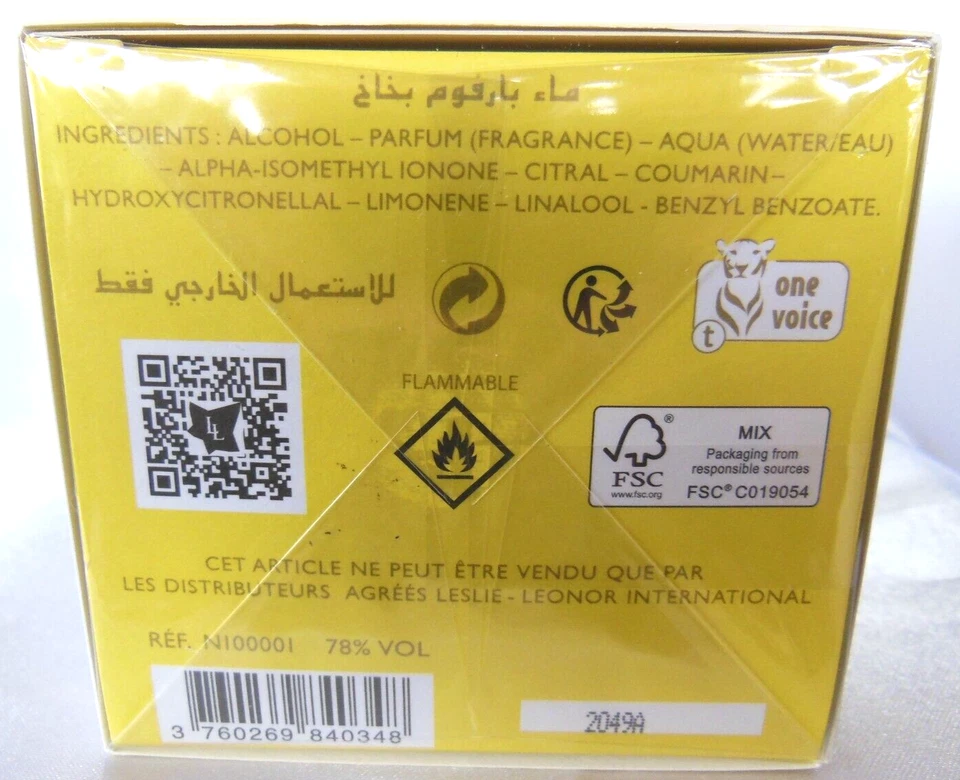 ماء بارفوم بخاخ
INGREDIENTS : ALCOHOL – PARFUM (FRAGRANCE) – AQUA (WATER/EAU)
– ALPHA-ISOMETHYL IONONE – CITRAL – COUMARIN –
HYDROXYCITRONELLAL – LIMONENE – LINALOOL - BENZYL BENZOATE.
للاستعمال الخارجي فقط
one
voice
t
LL
FLAMMABLE
FSC®
www.fsc.org
MIX
Packaging from
responsible sources
FSC® C019054
CET ARTICLE NE PEUT ÊTRE VENDU QUE PAR
LES DISTRIBUTEURS AGRÉÉS LESLIE - LEONOR INTERNATIONAL
RÉF. N100001 78% VOL
3 760269 840348
2049A